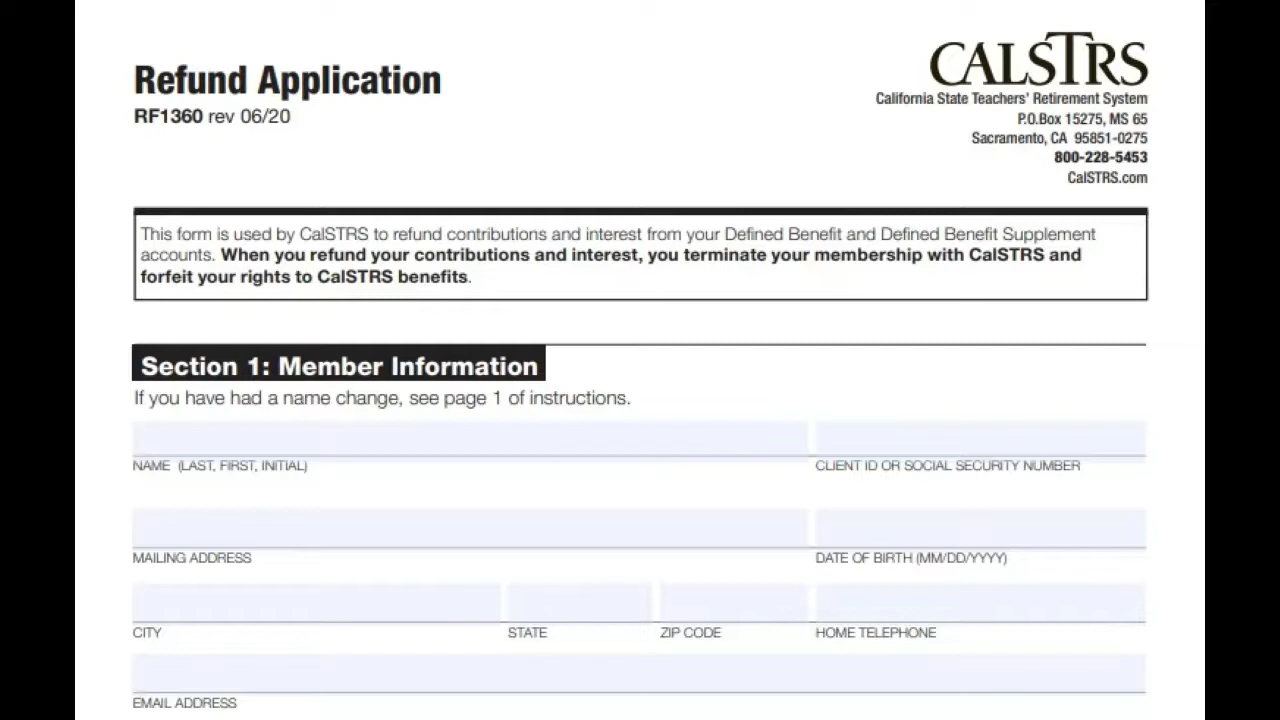 Refund Application
RF1360 rev 06/20
CALSTRS
California State Teachers' Retirement System
P.O.Box 15275, MS 65
Sacramento, CA 95851-0275
800-228-5453
CalSTRS.com
This form is used by CalSTRS to refund contributions and interest from your Defined Benefit and Defined Benefit Supplement
accounts. When you refund your contributions and interest, you terminate your membership with CalSTRS and
forfeit your rights to CalSTRS benefits.
Section 1: Member Information
If you have had a name change, see page 1 of instructions.
NAME (LAST, FIRST, INITIAL) CLIENT ID OR SOCIAL SECURITY NUMBER
MAILING ADDRESS DATE OF BIRTH (MM/DD/YYYY)
CITY STATE ZIP CODE HOME TELEPHONE
EMAIL ADDRESS